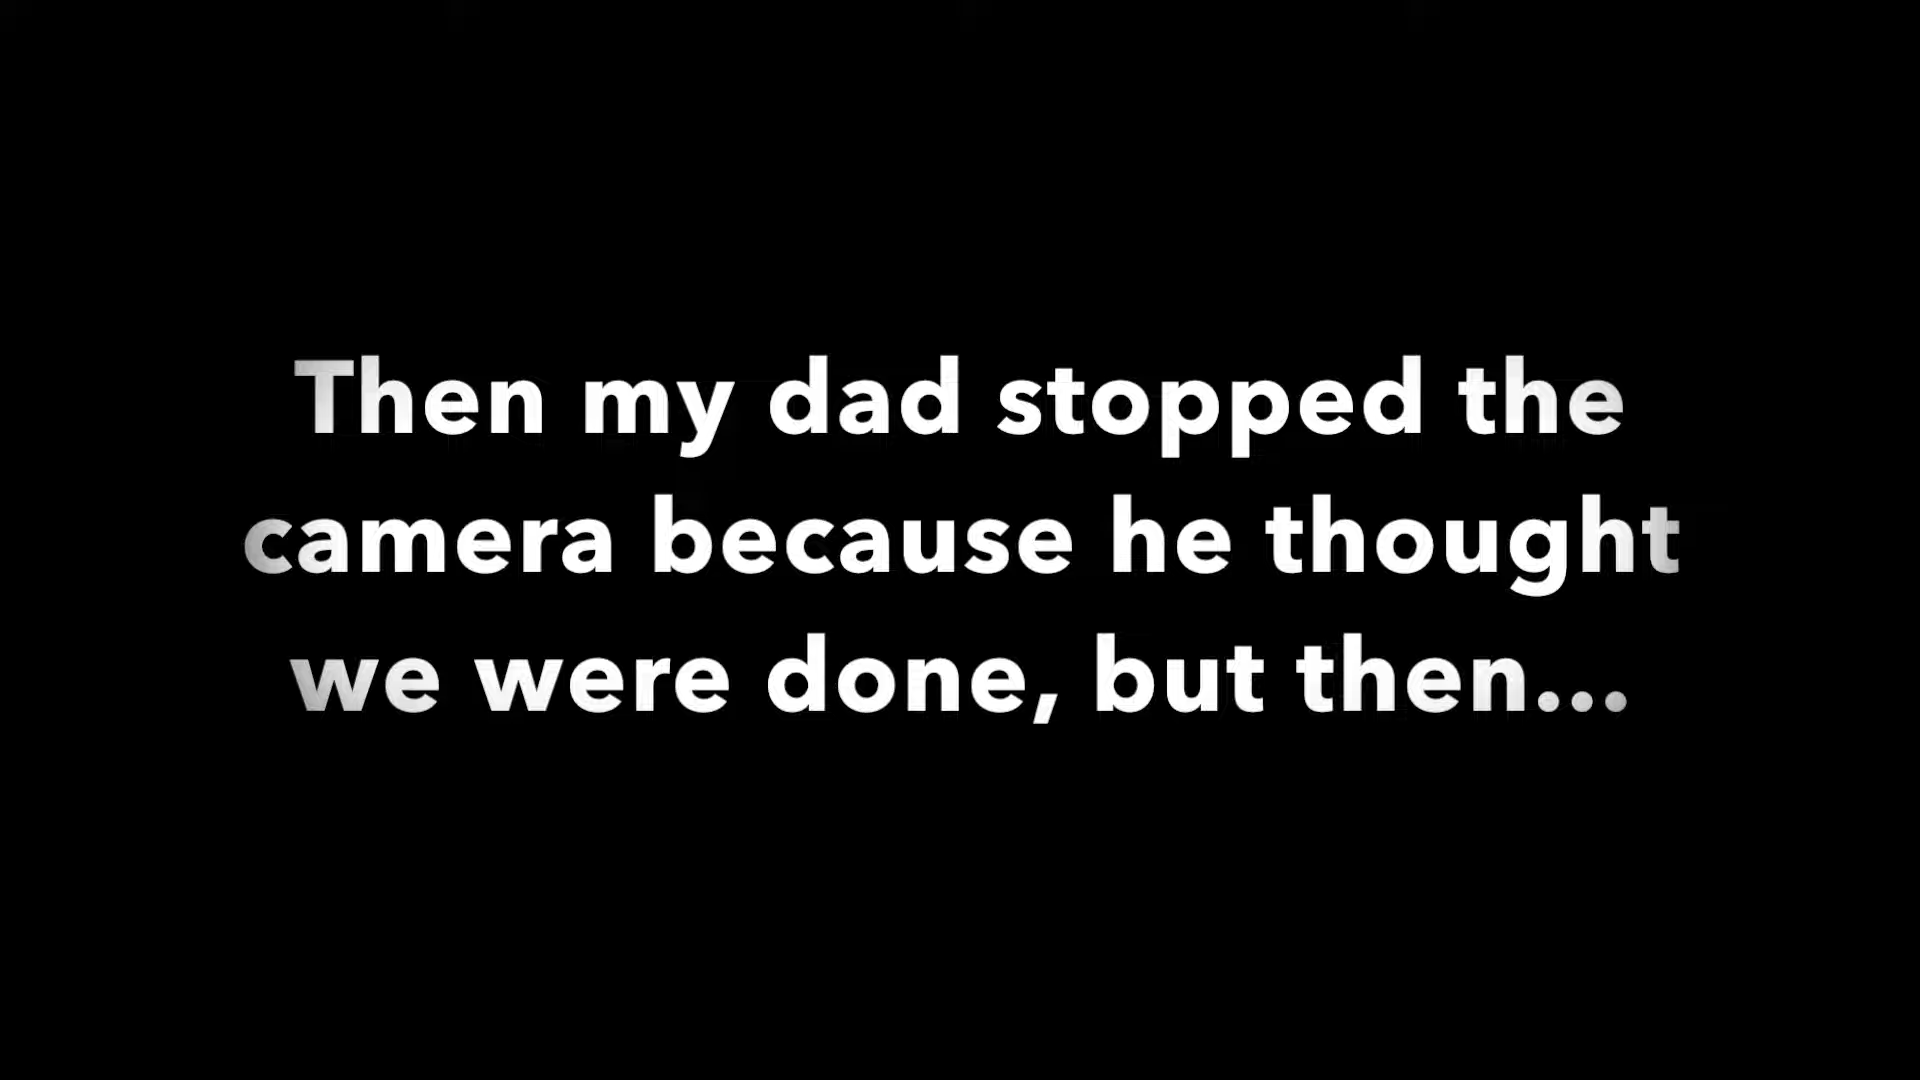 Then my dad stopped the
camera because he thought
we were done, but then...